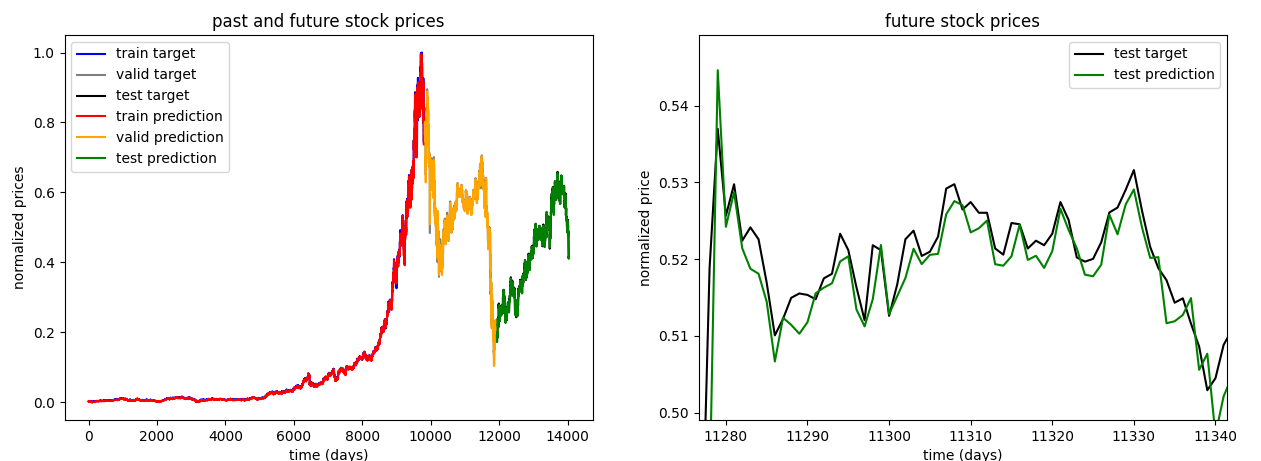 past and future stock prices
train target
valid target
test target
train prediction
valid prediction
test prediction
normalized prices
1.0
0.8
0.6
0.4
0.2
0.0
0
2000
4000
6000
8000
10000
12000
14000
time (days)
future stock prices
test target
test prediction
normalized price
0.54
0.53
0.52
0.51
0.50
11280
11290
11300
11310
11320
11330
11340
time (days)